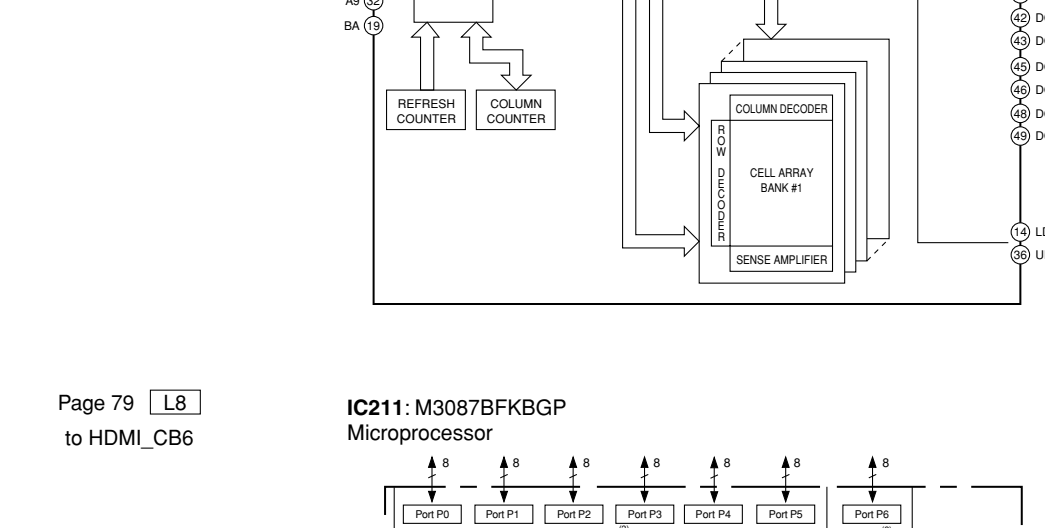 A9 32
BA 19
REFRESH
COUNTER
COLUMN
COUNTER
COLUMN DECODER
ROW DECODER
CELL ARRAY
BANK #1
SENSE AMPLIFIER
42
43
45
46
48
49
14
36
Page 79 L8
to HDMI_CB6
IC211: M3087BFKBGP
Microprocessor
8 8 8 8 8 8 8
Port P0 Port P1 Port P2 Port P3 Port P4 Port P5 Port P6